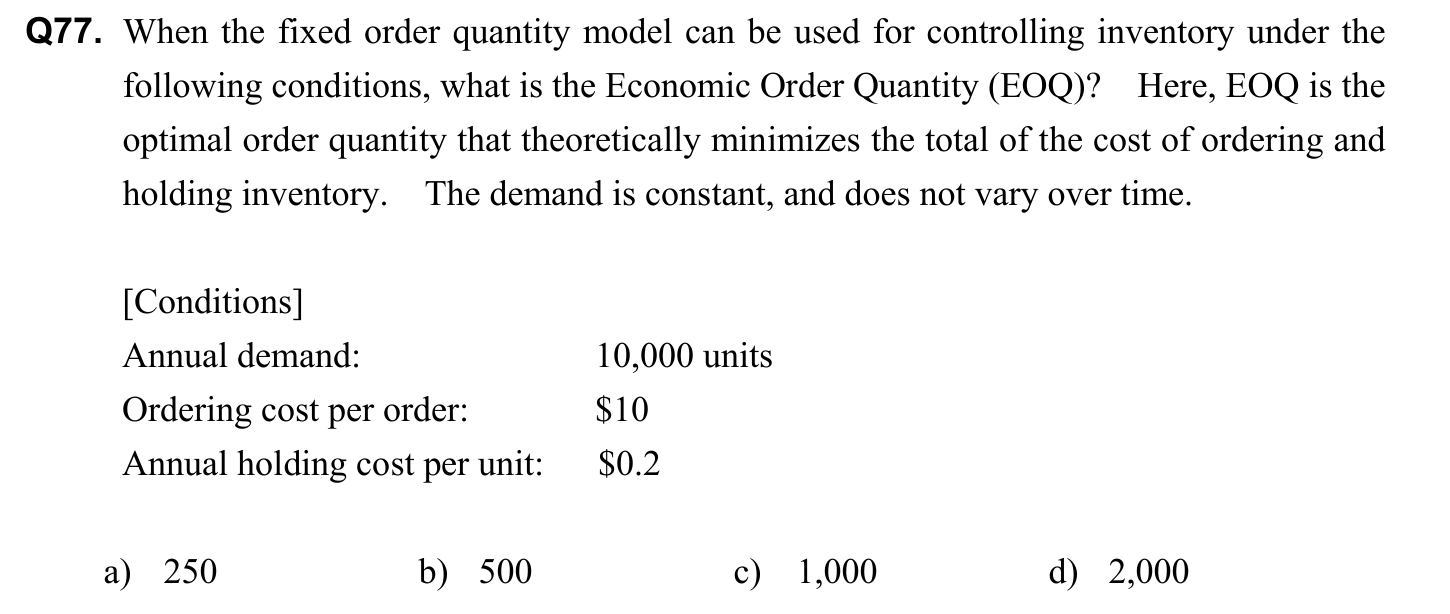 Q77. When the fixed order quantity model can be used for controlling inventory under the
following conditions, what is the Economic Order Quantity (EOQ)? Here, EOQ is the
optimal order quantity that theoretically minimizes the total of the cost of ordering and
holding inventory. The demand is constant, and does not vary over time.
[Conditions]
Annual demand: 10,000 units
Ordering cost per order: $10
Annual holding cost per unit: $0.2
a) 250 b) 500 c) 1,000 d) 2,000